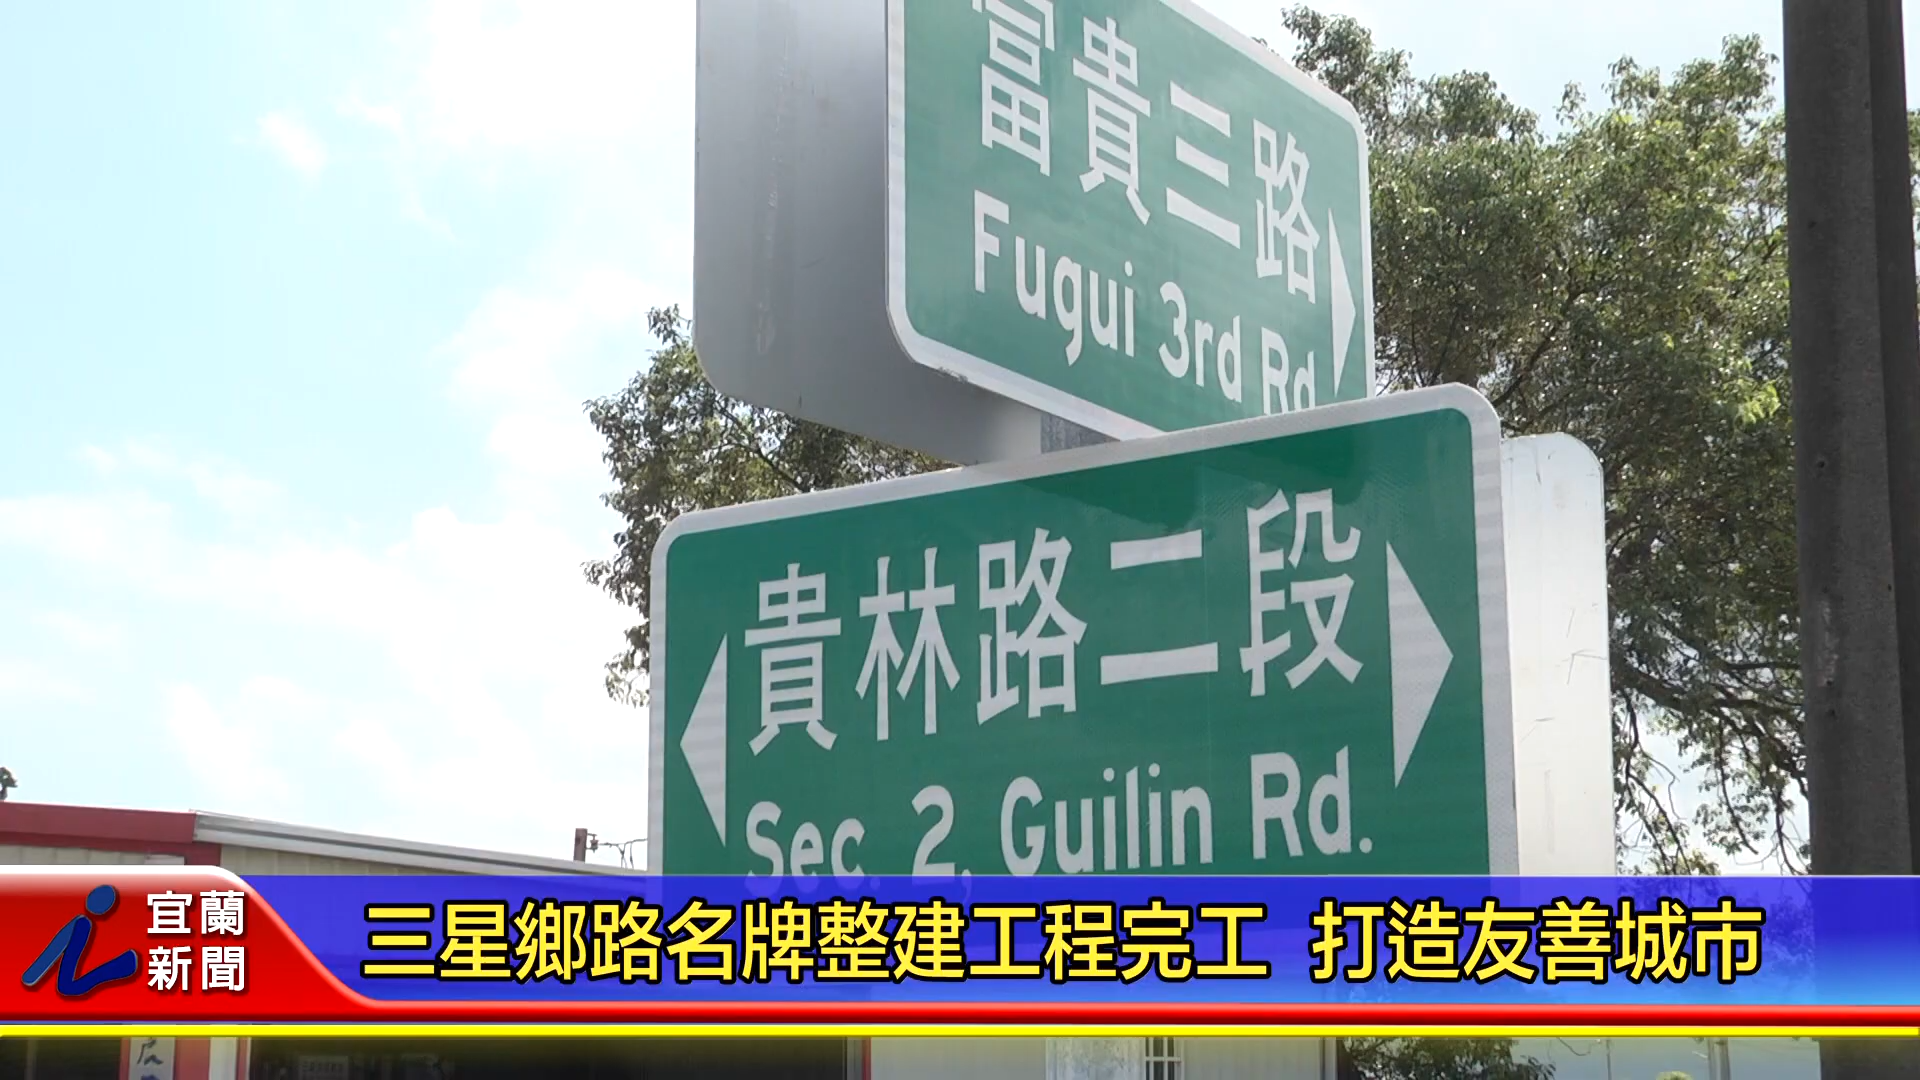 富貴三路
Fugui 3rd Rd
貴林路二段
Sec. 2, Guilin Rd.
宜蘭
新聞
三星鄉路名牌整建工程完工 打造友善城市